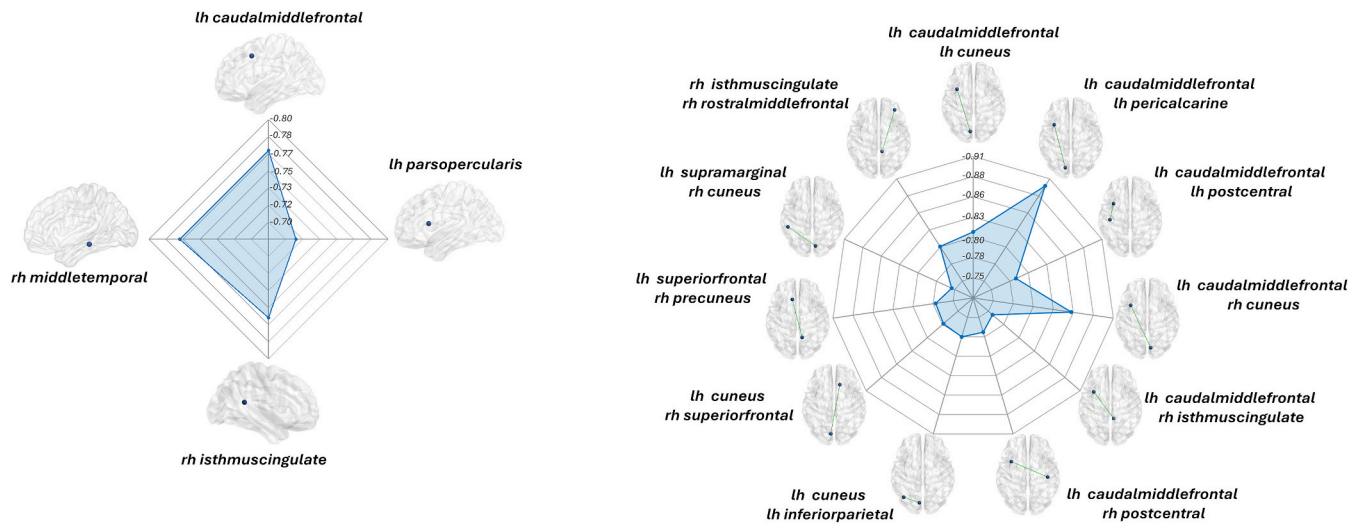 lh caudalmiddlefrontal
-0.80
-0.78
-0.77
-0.75
-0.73
-0.72
-0.70
lh parsopercularis
rh middletemporal
rh isthmuscingulate
lh caudalmiddlefrontal
lh cuneus
rh isthmuscingulate
rh rostralmiddlefrontal
lh caudalmiddlefrontal
lh pericalcarine
lh supramarginal
rh cuneus
lh caudalmiddlefrontal
lh postcentral
-0.91
-0.88
-0.86
-0.83
-0.80
-0.78
-0.75
lh superiorfrontal
rh precuneus
lh caudalmiddlefrontal
rh cuneus
lh cuneus
rh superiorfrontal
lh caudalmiddlefrontal
rh isthmuscingulate
lh cuneus
lh inferiorparietal
lh caudalmiddlefrontal
rh postcentral